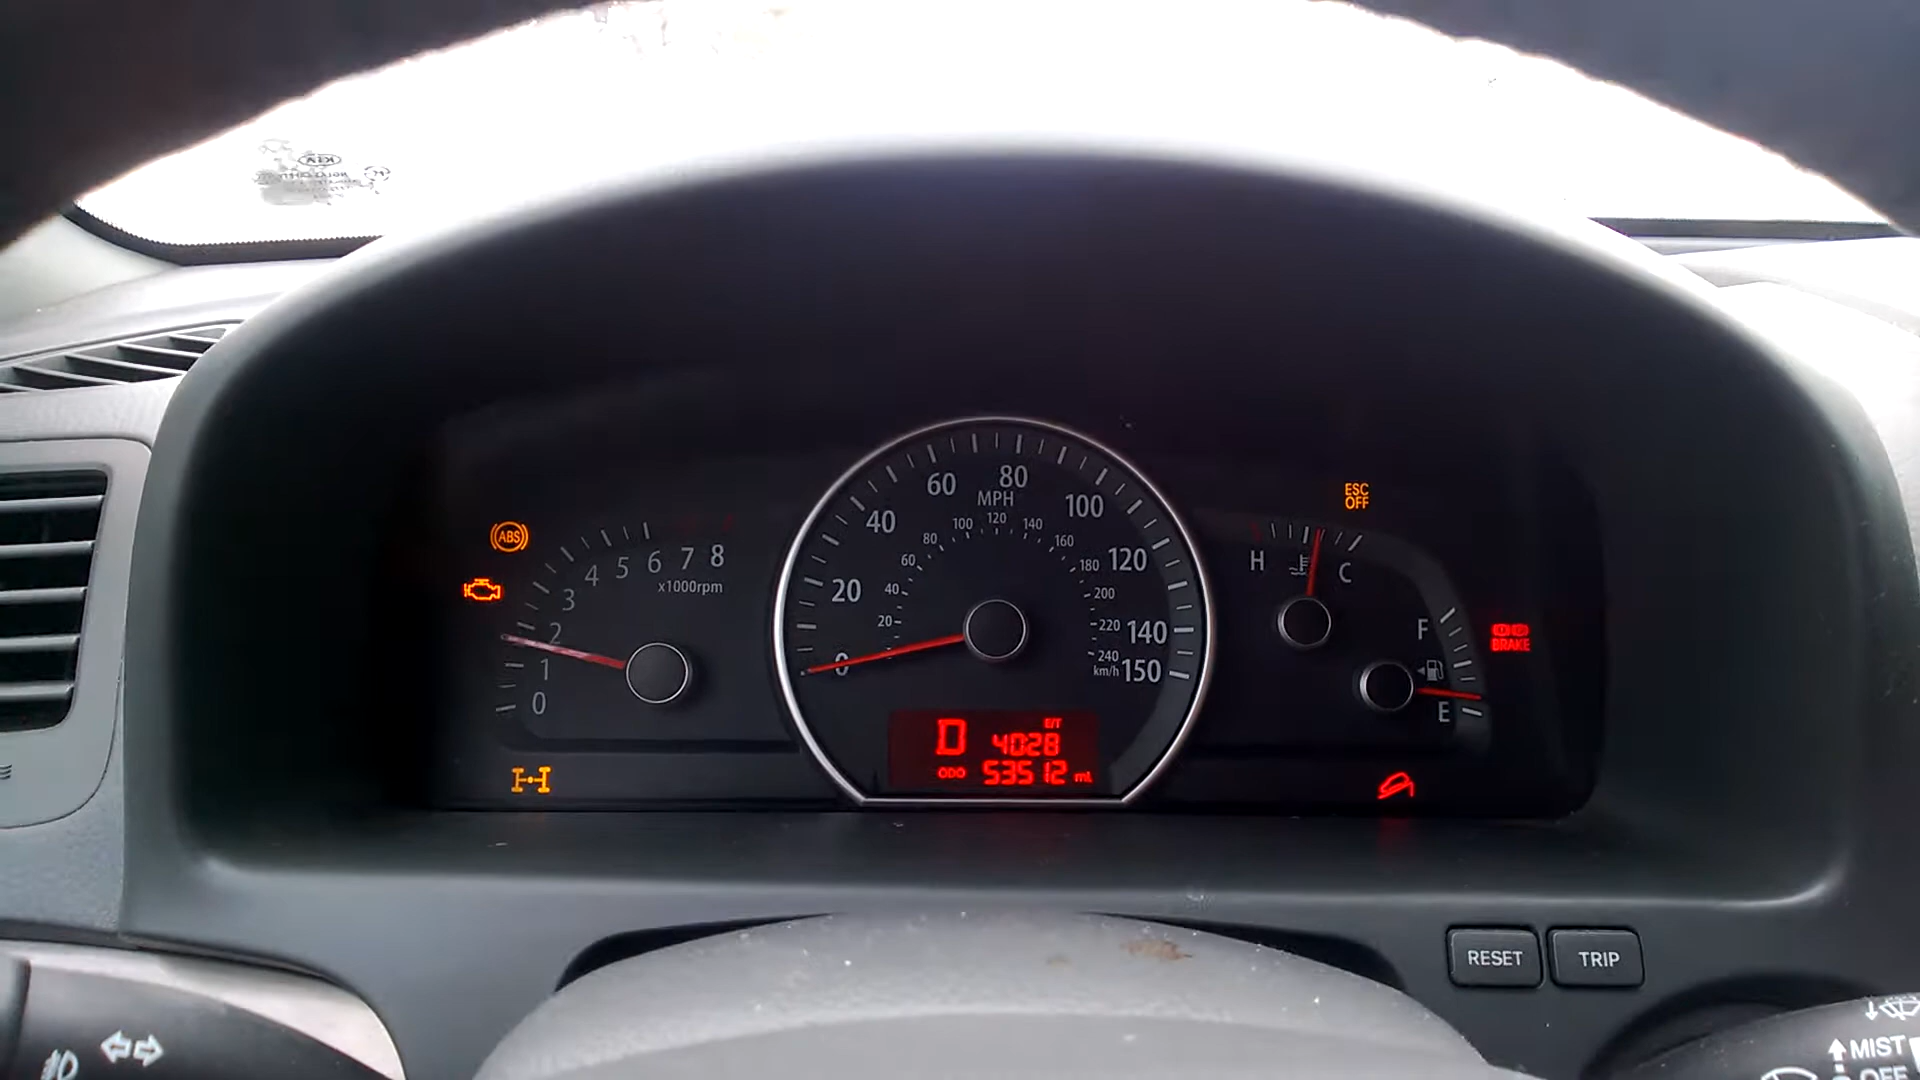 KIA
ABS
0
1
2
3
4
5
6
7
8
x1000rpm
0
20
40
60
80
100
120
140
150
MPH
20
40
60
80
100
120
140
160
180
200
220
240
km/h
D
E/T
4028
ODO 53512 mi
ESC
OFF
H
C
F
E
BRAKE
RESET
TRIP
MIST
OFF